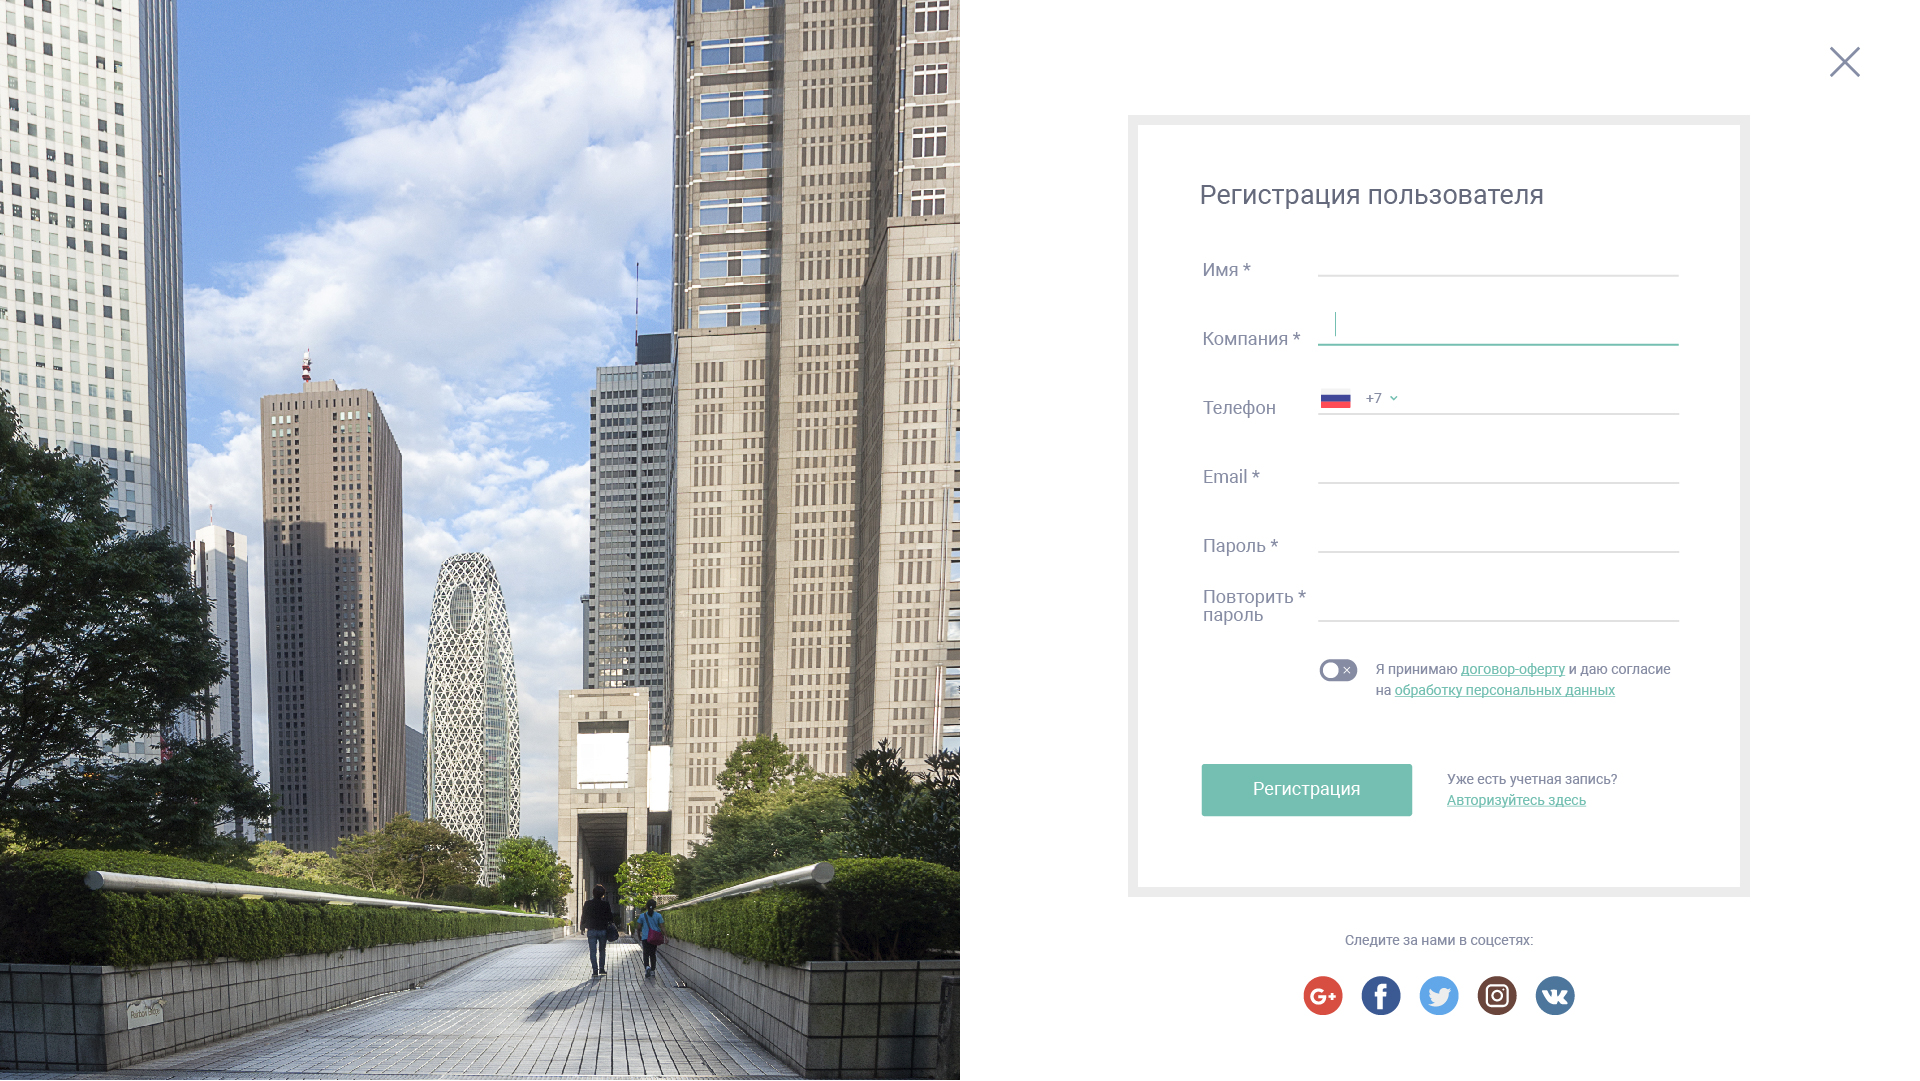 Регистрация пользователя
Имя *
Компания *
Телефон
+7
Email *
Пароль *
Повторить *
пароль
Я принимаю договор-оферту и даю согласие
на обработку персональных данных
Регистрация
Уже есть учетная запись?
Авторизуйтесь здесь
Следите за нами в соцсетях: